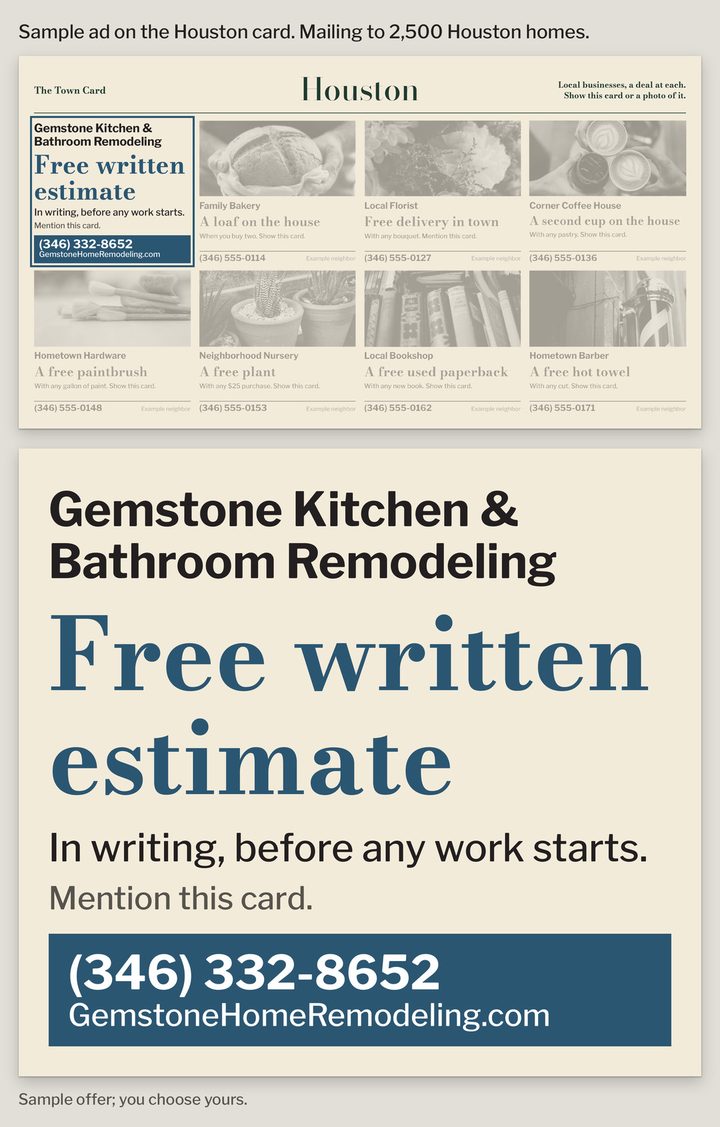 Sample ad on the Houston card. Mailing to 2,500 Houston homes.
The Town Card
Houston
Local businesses, a deal at each.
Show this card or a photo of it.
Gemstone Kitchen &
Bathroom Remodeling
Free written
estimate
In writing, before any work starts.
Mention this card.
(346) 332-8652
GemstoneHomeRemodeling.com
Family Bakery
A loaf on the house
When you buy two. Show this card.
(346) 555-0114
Example neighbor
Local Florist
Free delivery in town
With any bouquet. Mention this card.
(346) 555-0127
Example neighbor
Corner Coffee House
A second cup on the house
With any pastry. Show this card.
(346) 555-0136
Example neighbor
Hometown Hardware
A free paintbrush
With any gallon of paint. Show this card.
(346) 555-0148
Example neighbor
Neighborhood Nursery
A free plant
With any $25 purchase. Show this card.
(346) 555-0153
Example neighbor
Local Bookshop
A free used paperback
With any new book. Show this card.
(346) 555-0162
Example neighbor
Hometown Barber
A free hot towel
With any cut. Show this card.
(346) 555-0171
Example neighbor
Gemstone Kitchen &
Bathroom Remodeling
Free written
estimate
In writing, before any work starts.
Mention this card.
(346) 332-8652
GemstoneHomeRemodeling.com
Sample offer; you choose yours.